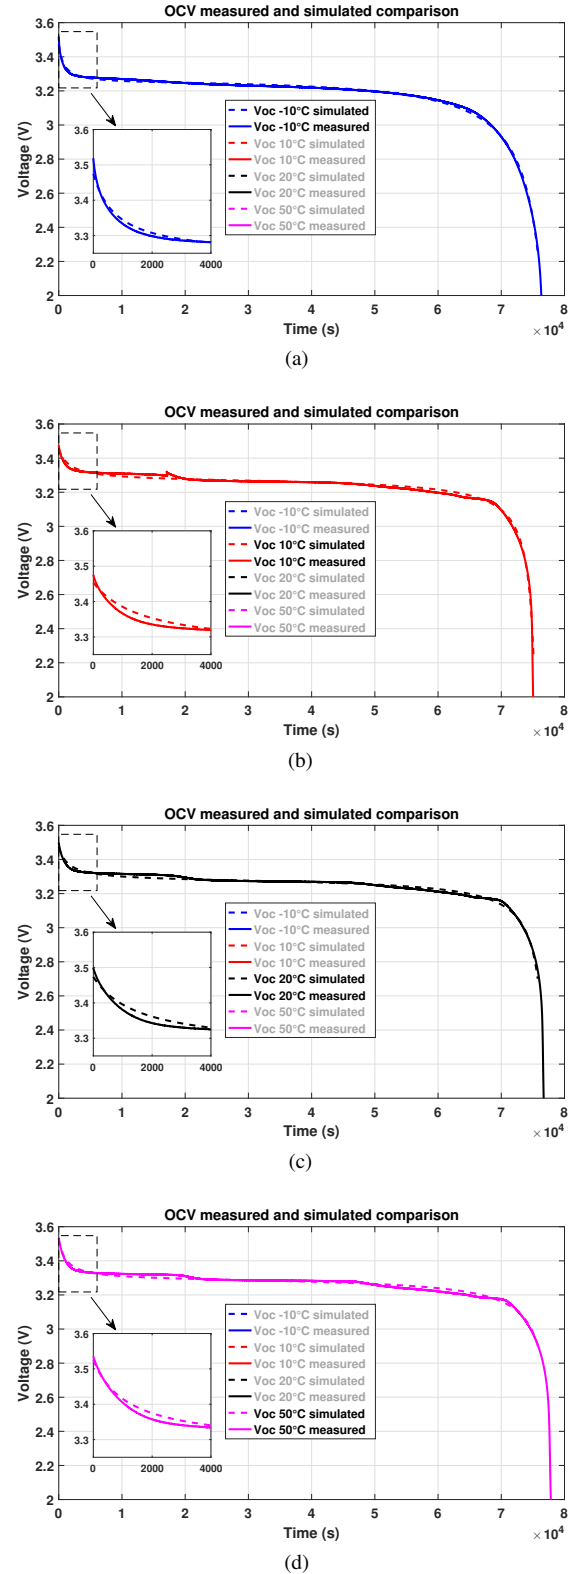 OCV measured and simulated comparison
3.6
3.4
3.2
3
2.8
2.6
2.4
2.2
2
Voltage (V)
3.6
3.5
3.4
3.3
0 2000 4000
Voc -10°C simulated
Voc -10°C measured
Voc 10°C simulated
Voc 10°C measured
Voc 20°C simulated
Voc 20°C measured
Voc 50°C simulated
Voc 50°C measured
0 1 2 3 4 5 6 7 8
Time (s)
× 10⁴
(a)
OCV measured and simulated comparison
3.6
3.4
3.2
3
2.8
2.6
2.4
2.2
2
Voltage (V)
3.6
3.5
3.4
3.3
0 2000 4000
Voc -10°C simulated
Voc -10°C measured
Voc 10°C simulated
Voc 10°C measured
Voc 20°C simulated
Voc 20°C measured
Voc 50°C simulated
Voc 50°C measured
0 1 2 3 4 5 6 7 8
Time (s)
× 10⁴
(b)
OCV measured and simulated comparison
3.6
3.4
3.2
3
2.8
2.6
2.4
2.2
2
Voltage (V)
3.6
3.5
3.4
3.3
0 2000 4000
Voc -10°C simulated
Voc -10°C measured
Voc 10°C simulated
Voc 10°C measured
Voc 20°C simulated
Voc 20°C measured
Voc 50°C simulated
Voc 50°C measured
0 1 2 3 4 5 6 7 8
Time (s)
× 10⁴
(c)
OCV measured and simulated comparison
3.6
3.4
3.2
3
2.8
2.6
2.4
2.2
2
Voltage (V)
3.6
3.5
3.4
3.3
0 2000 4000
Voc -10°C simulated
Voc -10°C measured
Voc 10°C simulated
Voc 10°C measured
Voc 20°C simulated
Voc 20°C measured
Voc 50°C simulated
Voc 50°C measured
0 1 2 3 4 5 6 7 8
Time (s)
× 10⁴
(d)